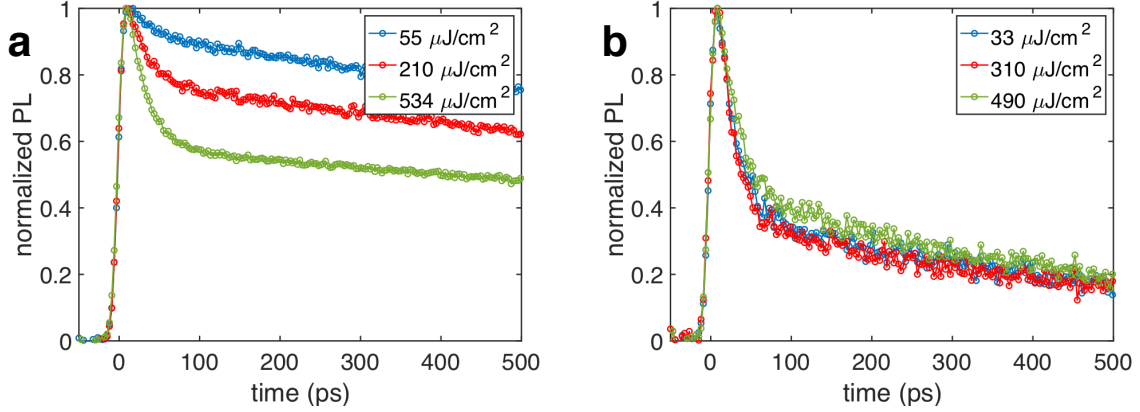 a
normalized PL
1
0.8
0.6
0.4
0.2
0
0
100
200
300
400
500
time (ps)
55 μJ/cm²
210 μJ/cm²
534 μJ/cm²
b
normalized PL
1
0.8
0.6
0.4
0.2
0
0
100
200
300
400
500
time (ps)
33 μJ/cm²
310 μJ/cm²
490 μJ/cm²